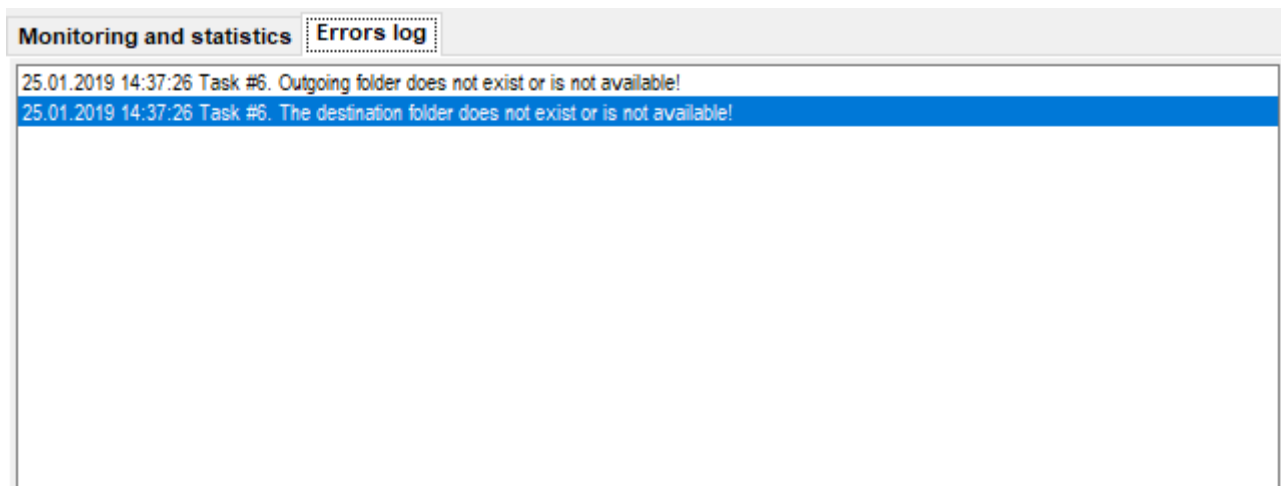 Monitoring and statistics Errors log
25.01.2019 14:37:26 Task #6. Outgoing folder does not exist or is not available!
25.01.2019 14:37:26 Task #6. The destination folder does not exist or is not available!